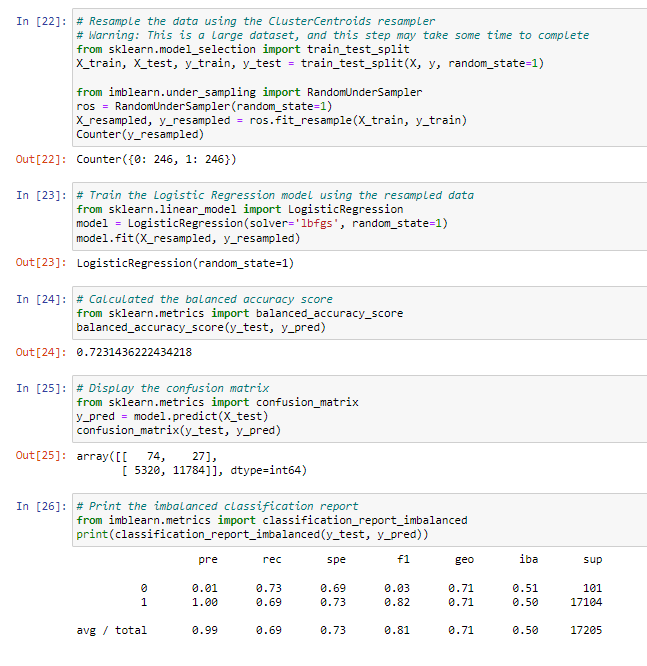 In [22]: # Resample the data using the ClusterCentroids resampler
# Warning: This is a large dataset, and this step may take some time to complete
from sklearn.model_selection import train_test_split
X_train, X_test, y_train, y_test = train_test_split(X, y, random_state=1)

from imblearn.under_sampling import RandomUnderSampler
ros = RandomUnderSampler(random_state=1)
X_resampled, y_resampled = ros.fit_resample(X_train, y_train)
Counter(y_resampled)
Out[22]: Counter({0: 246, 1: 246})
In [23]: # Train the Logistic Regression model using the resampled data
from sklearn.linear_model import LogisticRegression
model = LogisticRegression(solver='lbfgs', random_state=1)
model.fit(X_resampled, y_resampled)
Out[23]: LogisticRegression(random_state=1)
In [24]: # Calculated the balanced accuracy score
from sklearn.metrics import balanced_accuracy_score
balanced_accuracy_score(y_test, y_pred)
Out[24]: 0.7231436222434218
In [25]: # Display the confusion matrix
from sklearn.metrics import confusion_matrix
y_pred = model.predict(X_test)
confusion_matrix(y_test, y_pred)
Out[25]: array([[   74,    27],
       [ 5320, 11784]], dtype=int64)
In [26]: # Print the imbalanced classification report
from imblearn.metrics import classification_report_imbalanced
print(classification_report_imbalanced(y_test, y_pred))
pre rec spe f1 geo iba sup
0 0.01 0.73 0.69 0.03 0.71 0.51 101
1 1.00 0.69 0.73 0.82 0.71 0.50 17104
avg / total 0.99 0.69 0.73 0.81 0.71 0.50 17205